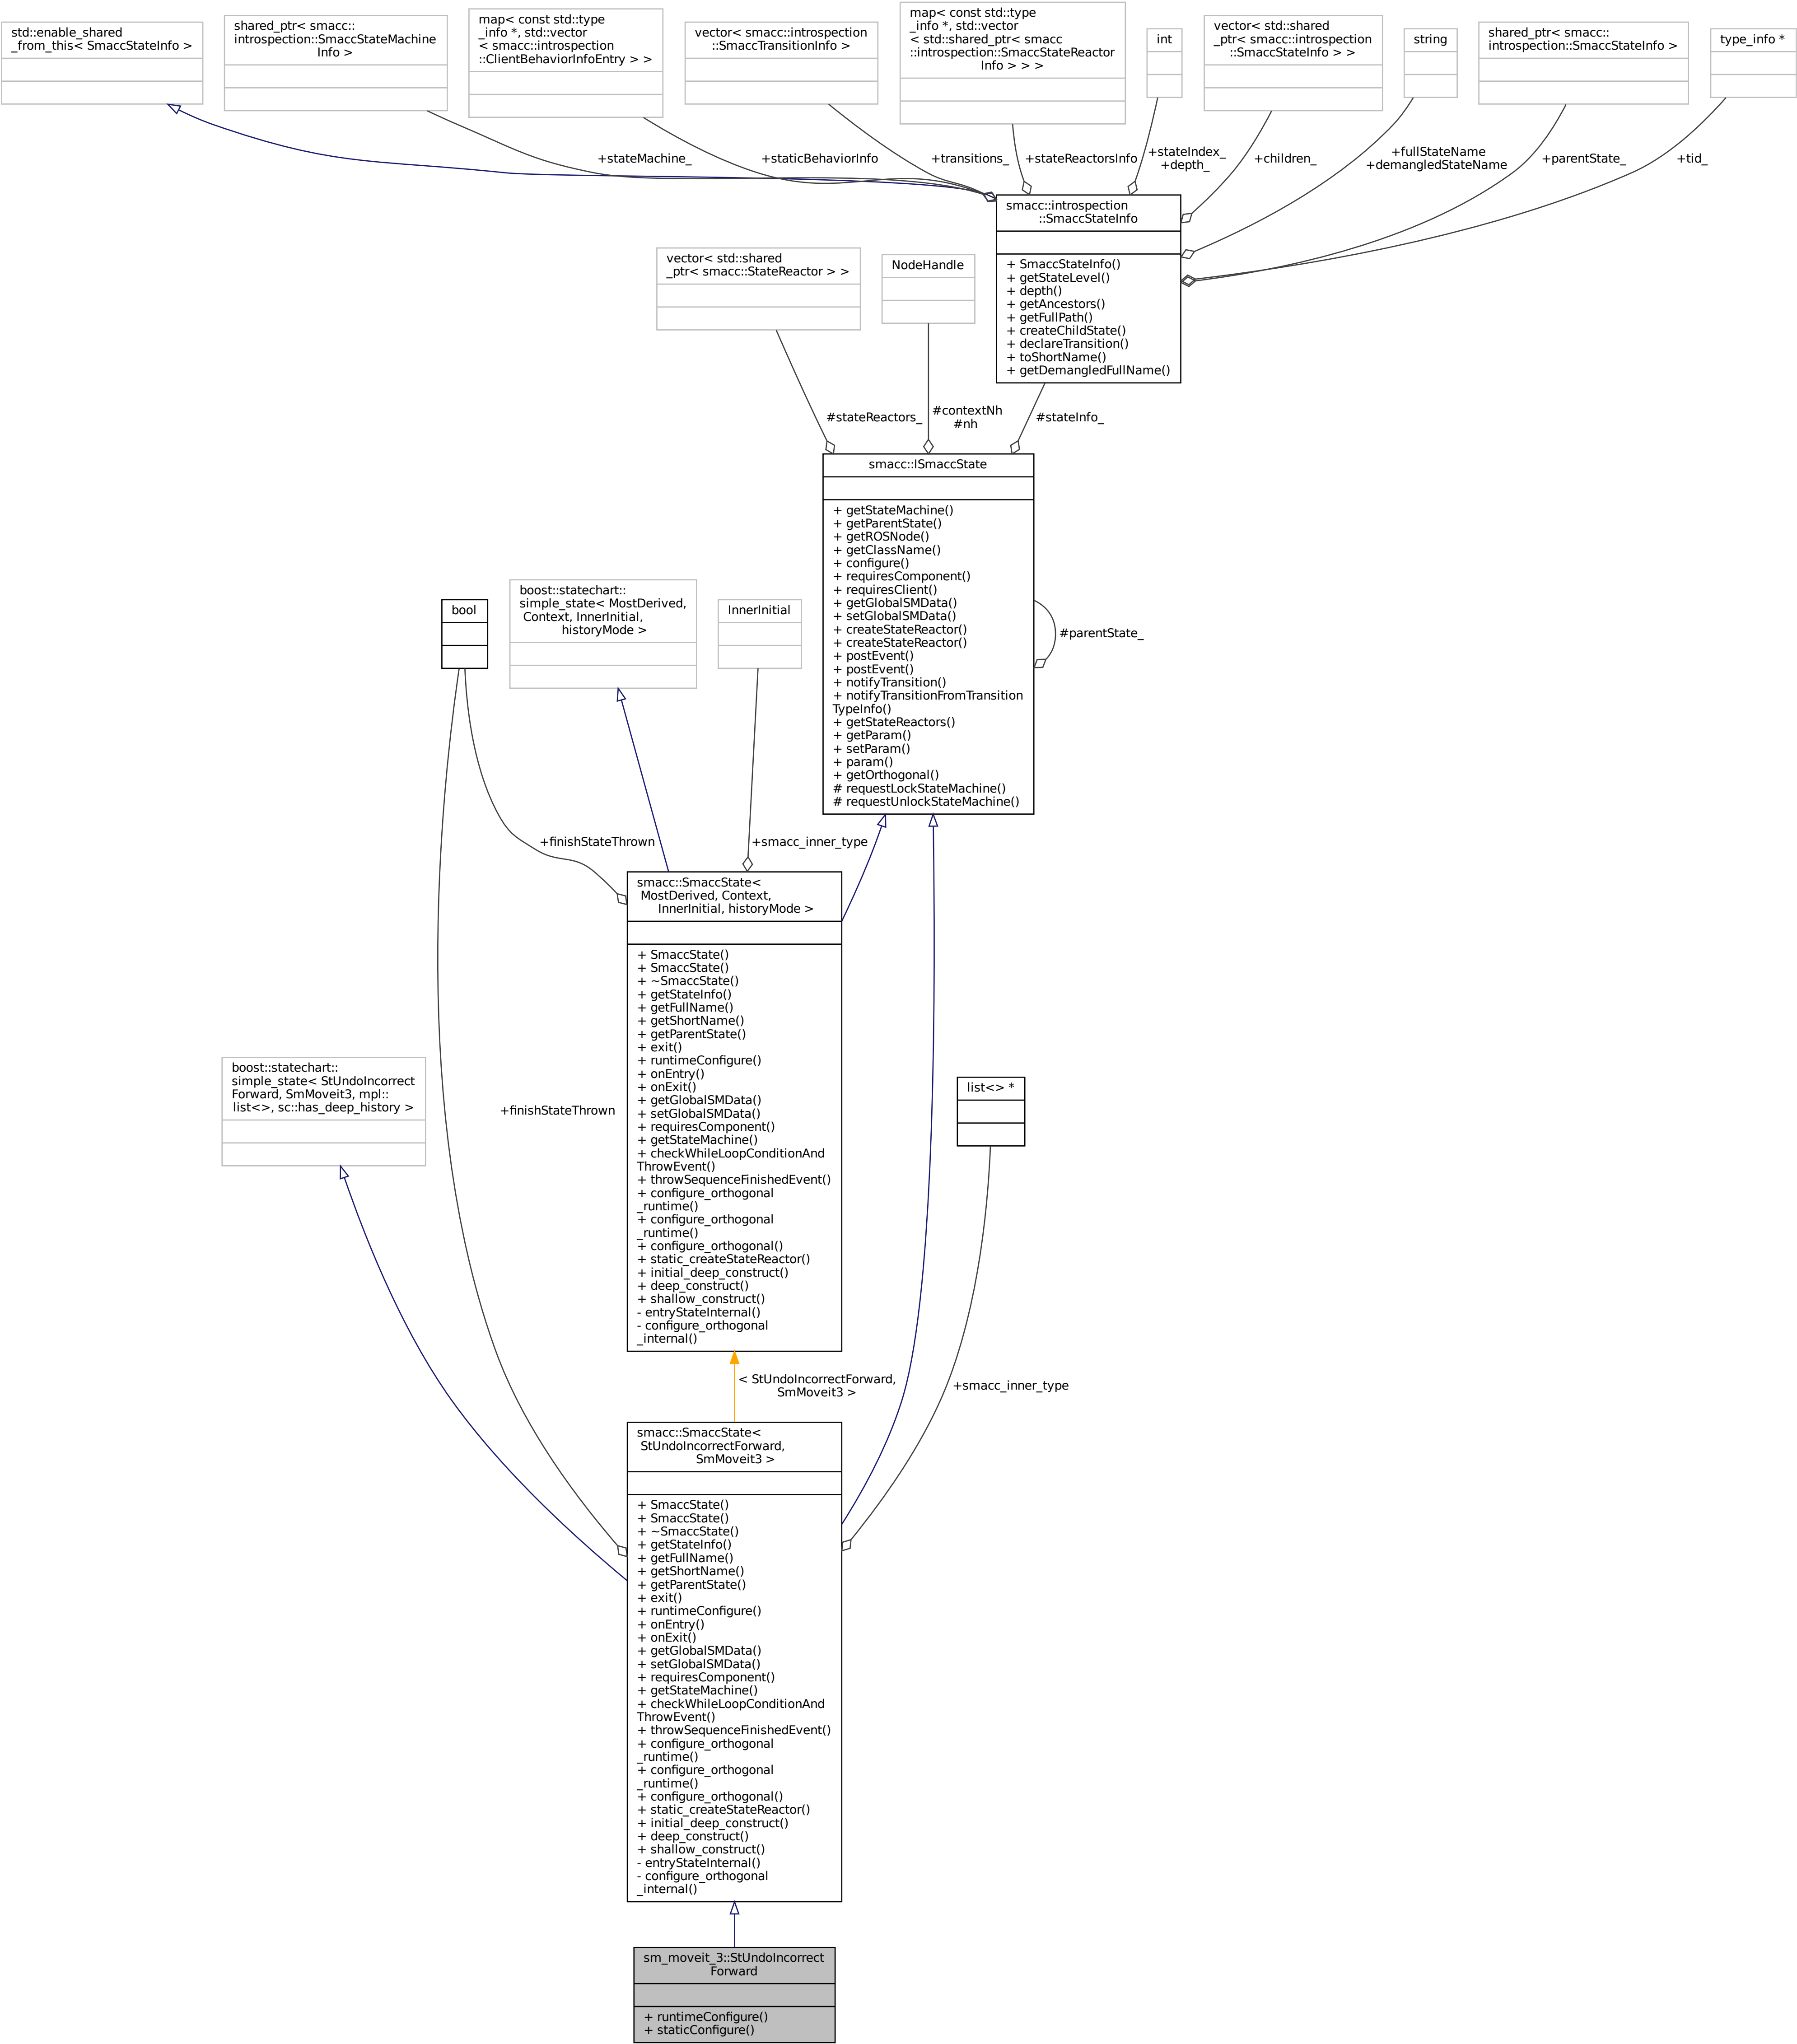 std::enable_shared
_from_this< SmaccStateInfo >
shared_ptr< smacc::
introspection::SmaccStateMachine
Info >
map< const std::type
_info *, std::vector
< smacc::introspection
::ClientBehaviorInfoEntry > >
vector< smacc::introspection
::SmaccTransitionInfo >
map< const std::type
_info *, std::vector
< std::shared_ptr< smacc
::introspection::SmaccStateReactor
Info > > >
int
vector< std::shared
_ptr< smacc::introspection
::SmaccStateInfo > >
string
shared_ptr< smacc::
introspection::SmaccStateInfo >
type_info *
+stateMachine_
+staticBehaviorInfo
+transitions_
+stateReactorsInfo
+stateIndex_
+depth_
+children_
+fullStateName
+demangledStateName
+parentState_
+tid_
smacc::introspection
::SmaccStateInfo
+ SmaccStateInfo()
+ getStateLevel()
+ depth()
+ getAncestors()
+ getFullPath()
+ createChildState()
+ declareTransition()
+ toShortName()
+ getDemangledFullName()
vector< std::shared
_ptr< smacc::StateReactor > >
NodeHandle
#stateReactors_
#contextNh
#nh
#stateInfo_
smacc::ISmaccState
+ getStateMachine()
+ getParentState()
+ getROSNode()
+ getClassName()
+ configure()
+ requiresComponent()
+ requiresClient()
+ getGlobalSMData()
+ setGlobalSMData()
+ createStateReactor()
+ createStateReactor()
+ postEvent()
+ postEvent()
+ notifyTransition()
+ notifyTransitionFromTransition
TypeInfo()
+ getStateReactors()
+ getParam()
+ setParam()
+ param()
+ getOrthogonal()
# requestLockStateMachine()
# requestUnlockStateMachine()
#parentState_
bool
boost::statechart::
simple_state< MostDerived,
Context, InnerInitial,
historyMode >
InnerInitial
+finishStateThrown
+smacc_inner_type
smacc::SmaccState<
MostDerived, Context,
InnerInitial, historyMode >
+ SmaccState()
+ SmaccState()
+ ~SmaccState()
+ getStateInfo()
+ getFullName()
+ getShortName()
+ getParentState()
+ exit()
+ runtimeConfigure()
+ onEntry()
+ onExit()
+ getGlobalSMData()
+ setGlobalSMData()
+ requiresComponent()
+ getStateMachine()
+ checkWhileLoopConditionAnd
ThrowEvent()
+ throwSequenceFinishedEvent()
+ configure_orthogonal
_runtime()
+ configure_orthogonal
_runtime()
+ configure_orthogonal()
+ static_createStateReactor()
+ initial_deep_construct()
+ deep_construct()
+ shallow_construct()
- entryStateInternal()
- configure_orthogonal
_internal()
boost::statechart::
simple_state< StUndoIncorrect
Forward, SmMoveit3, mpl::
list<>, sc::has_deep_history >
+finishStateThrown
list<> *
< StUndoIncorrectForward,
SmMoveit3 >
+smacc_inner_type
smacc::SmaccState<
StUndoIncorrectForward,
SmMoveit3 >
+ SmaccState()
+ SmaccState()
+ ~SmaccState()
+ getStateInfo()
+ getFullName()
+ getShortName()
+ getParentState()
+ exit()
+ runtimeConfigure()
+ onEntry()
+ onExit()
+ getGlobalSMData()
+ setGlobalSMData()
+ requiresComponent()
+ getStateMachine()
+ checkWhileLoopConditionAnd
ThrowEvent()
+ throwSequenceFinishedEvent()
+ configure_orthogonal
_runtime()
+ configure_orthogonal
_runtime()
+ configure_orthogonal()
+ static_createStateReactor()
+ initial_deep_construct()
+ deep_construct()
+ shallow_construct()
- entryStateInternal()
- configure_orthogonal
_internal()
sm_moveit_3::StUndoIncorrect
Forward
+ runtimeConfigure()
+ staticConfigure()